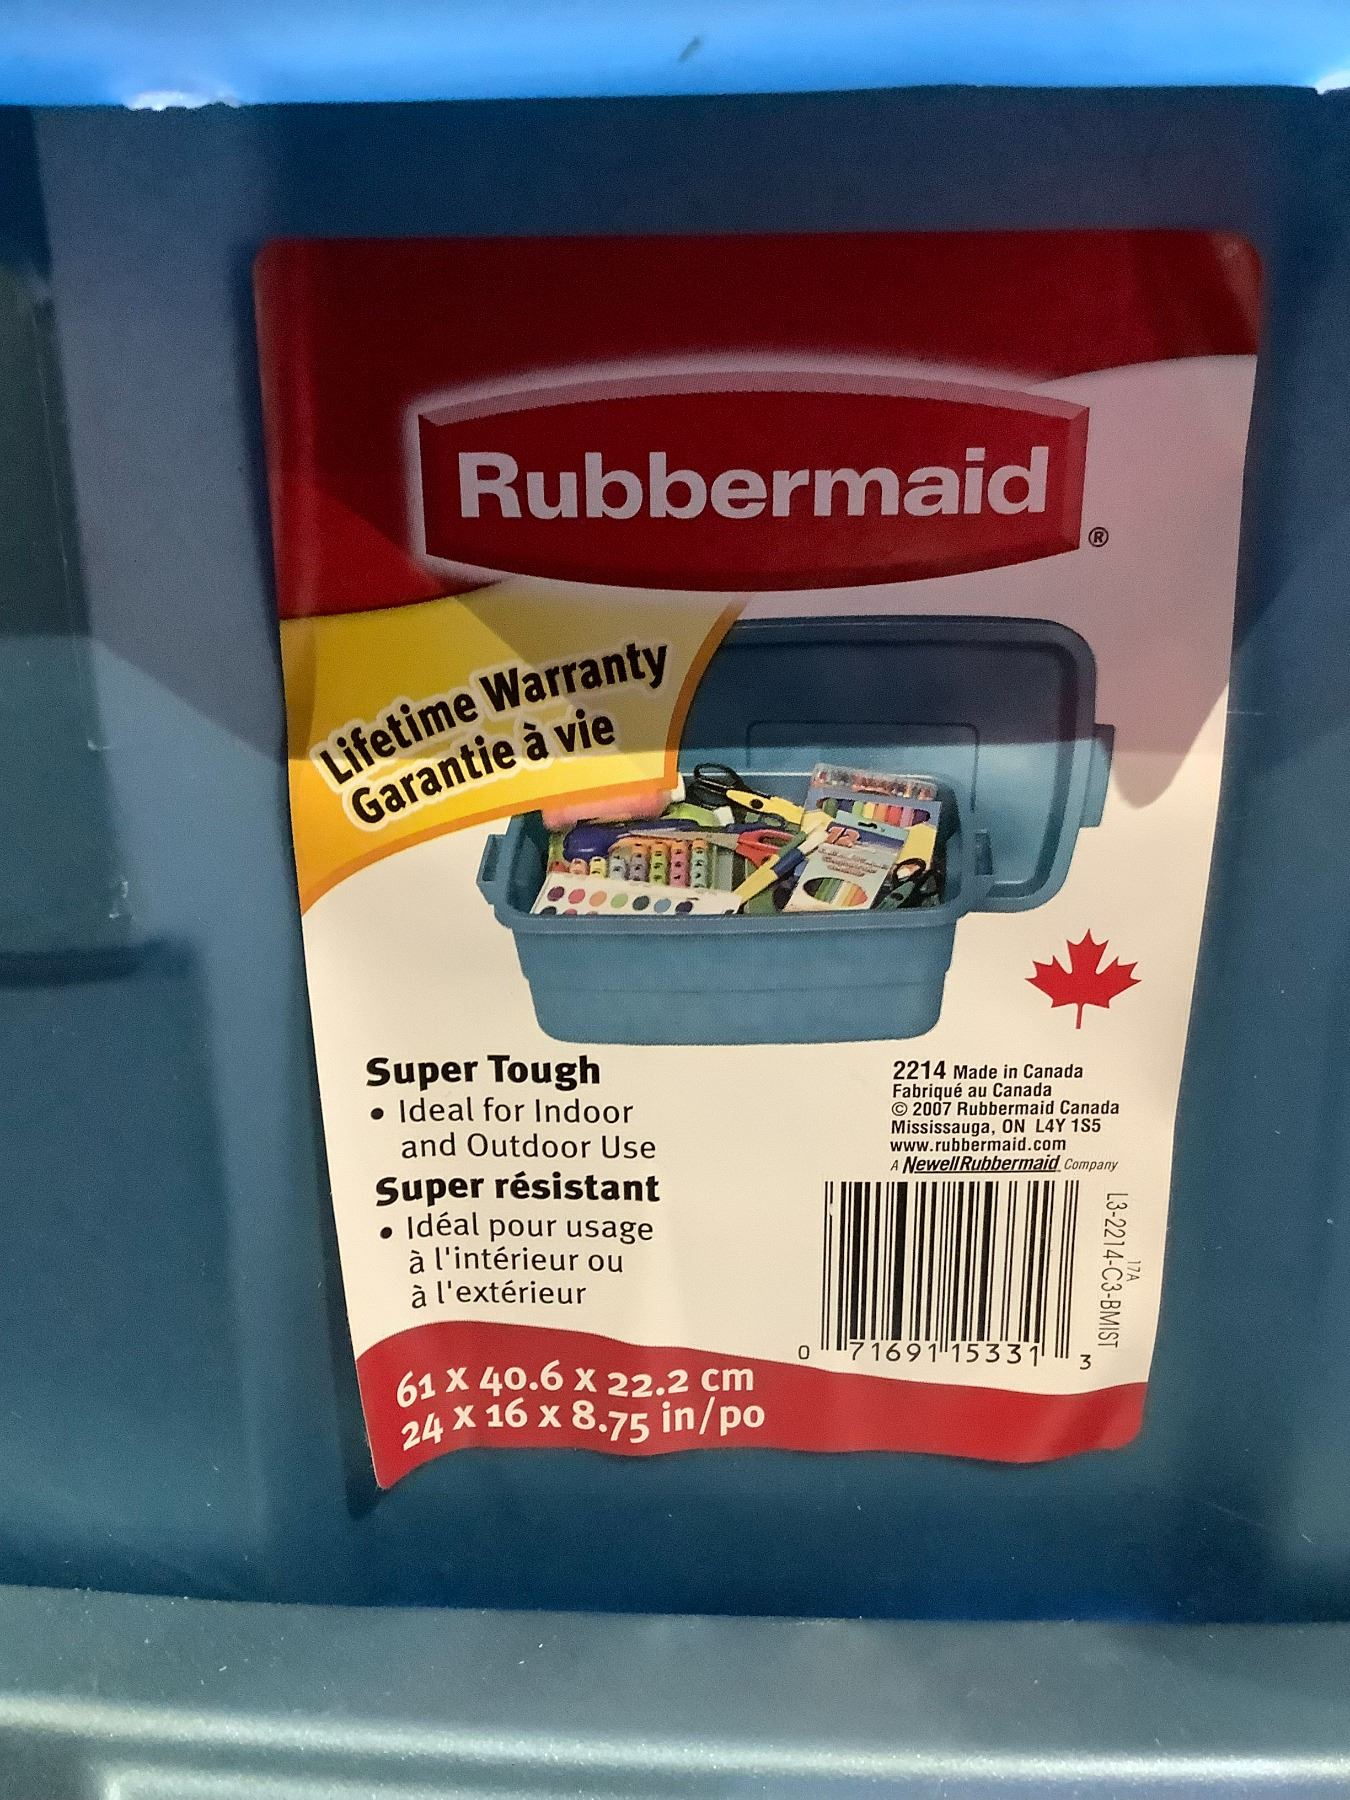 Rubbermaid
®
Lifetime Warranty
Garantie à vie
12
Super Tough
• Ideal for Indoor
and Outdoor Use
Super résistant
• Idéal pour usage
à l'intérieur ou
à l'extérieur
61 x 40.6 x 22.2 cm
24 x 16 x 8.75 in/po
2214 Made in Canada
Fabriqué au Canada
© 2007 Rubbermaid Canada
Mississauga, ON L4Y 1S5
www.rubbermaid.com
A NewellRubbermaid Company
0 71691 15331 3
17A
L3-2214-C3-BMIST